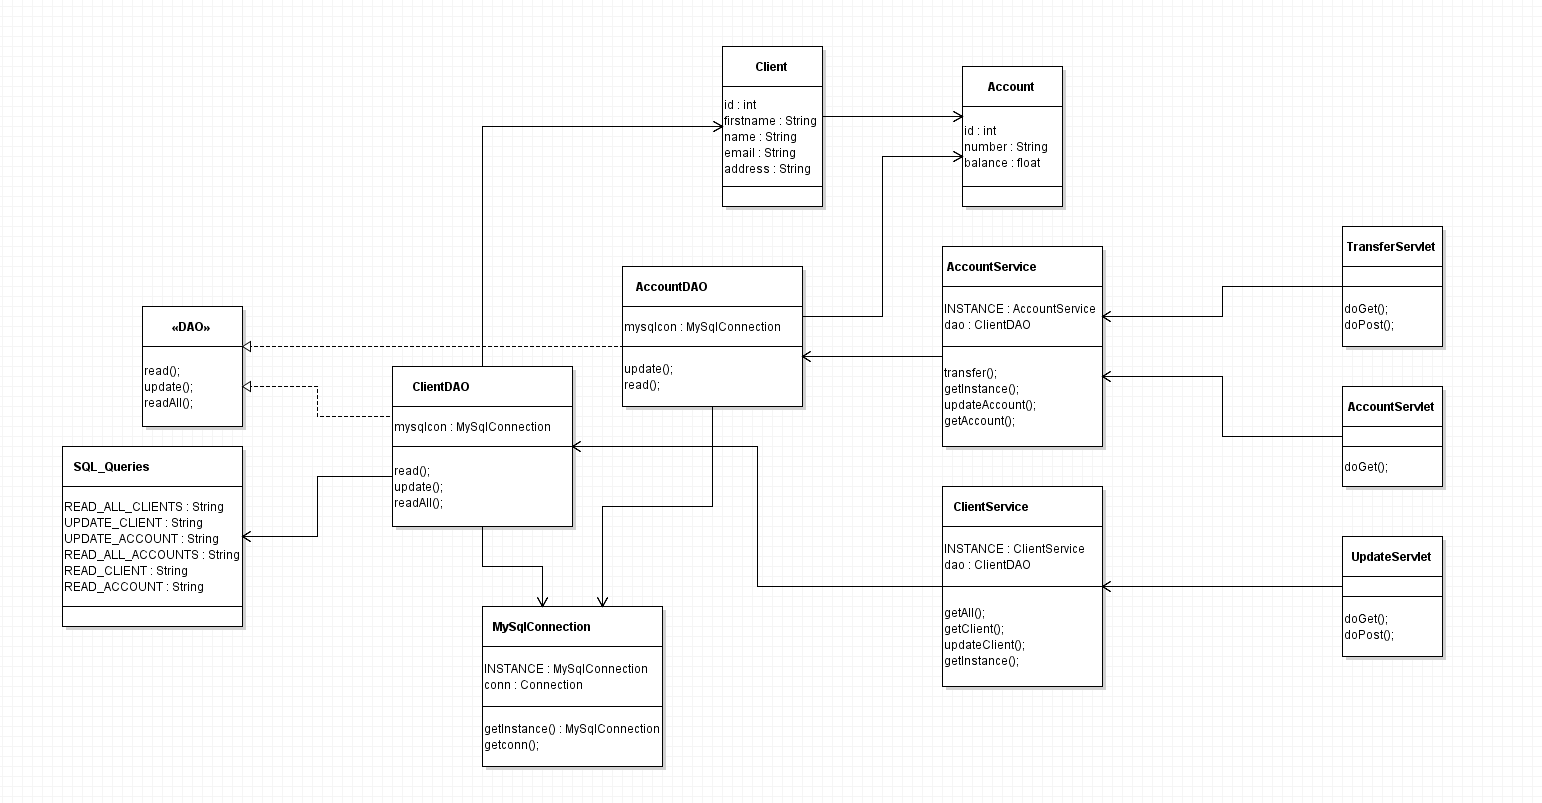 Client
id : int
firstname : String
name : String
email : String
address : String
Account
id : int
number : String
balance : float
TransferServlet
doGet();
doPost();
AccountService
INSTANCE : AccountService
dao : ClientDAO
transfer();
getInstance();
updateAccount();
getAccount();
AccountDAO
mysqlcon : MySqlConnection
update();
read();
«DAO»
read();
update();
readAll();
ClientDAO
mysqlcon : MySqlConnection
read();
update();
readAll();
AccountServlet
doGet();
SQL_Queries
READ_ALL_CLIENTS : String
UPDATE_CLIENT : String
UPDATE_ACCOUNT : String
READ_ALL_ACCOUNTS : String
READ_CLIENT : String
READ_ACCOUNT : String
ClientService
INSTANCE : ClientService
dao : ClientDAO
getAll();
getClient();
updateClient();
getInstance();
UpdateServlet
doGet();
doPost();
MySqlConnection
INSTANCE : MySqlConnection
conn : Connection
getInstance() : MySqlConnection
getconn();